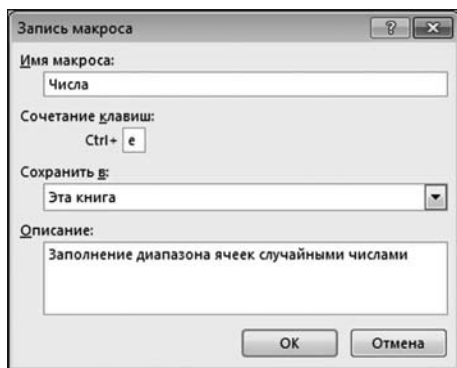 Запись макроса
Имя макроса:
Числа
Сочетание клавиш:
Ctrl+ e
Сохранить в:
Эта книга
Описание:
Заполнение диапазона ячеек случайными числами
ОК Отмена